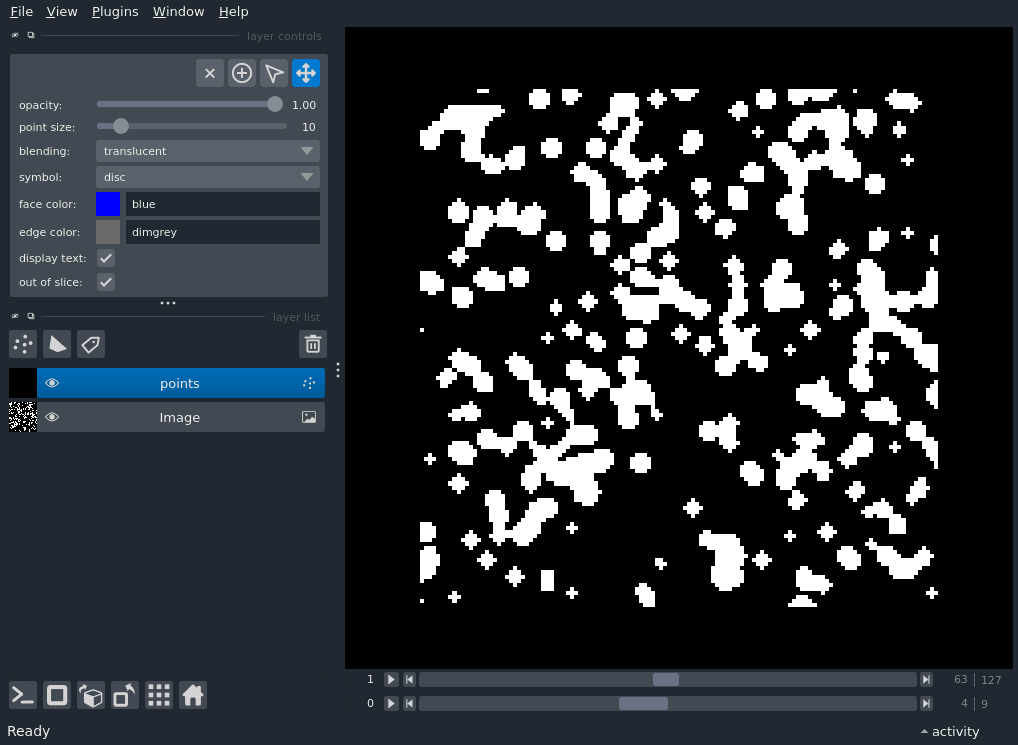 File View Plugins Window Help
layer controls
opacity: 1.00
point size: 10
blending: translucent
symbol: disc
face color: blue
edge color: dimgrey
display text:
out of slice:
layer list
points
Image
1 63 127
0 4 9
Ready activity